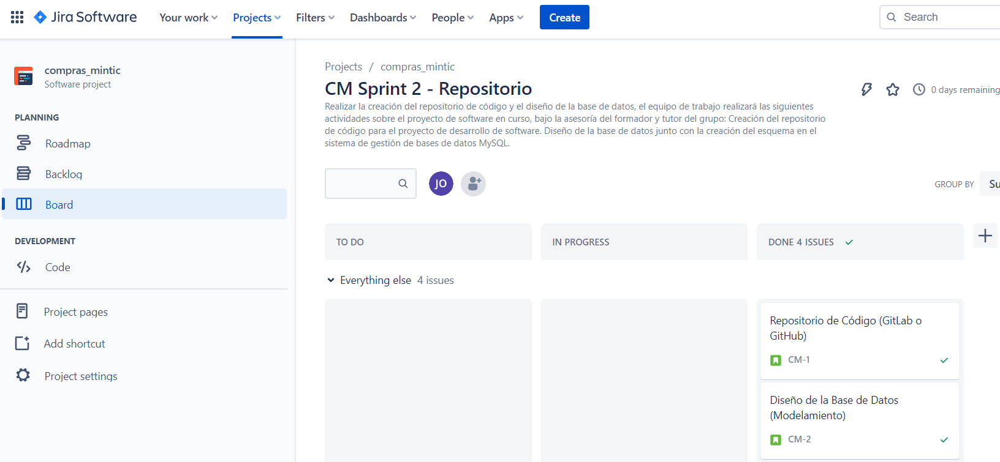 Jira Software
Your work
Projects
Filters
Dashboards
People
Apps
Create
Search
compras_mintic
Software project
PLANNING
Roadmap
Backlog
Board
DEVELOPMENT
Code
Project pages
Add shortcut
Project settings
Projects / compras_mintic
CM Sprint 2 - Repositorio
0 days remaining
Realizar la creación del repositorio de código y el diseño de la base de datos, el equipo de trabajo realizará las siguientes
actividades sobre el proyecto de software en curso, bajo la asesoría del formador y tutor del grupo: Creación del repositorio
de código para el proyecto de desarrollo de software. Diseño de la base de datos junto con la creación del esquema en el
sistema de gestión de bases de datos MySQL.
JO
GROUP BY
Su
TO DO
IN PROGRESS
DONE 4 ISSUES
Everything else 4 issues
Repositorio de Código (GitLab o
GitHub)
CM-1
Diseño de la Base de Datos
(Modelamiento)
CM-2